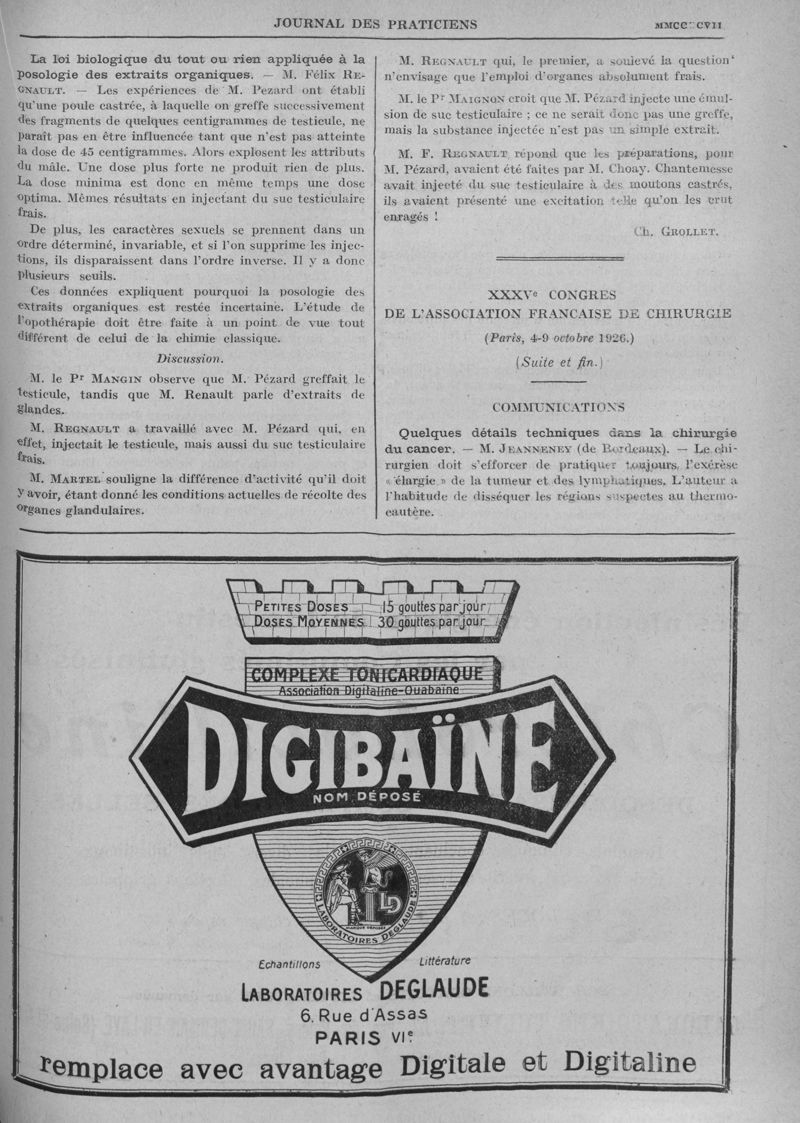 JOURNAL DES PRATICIENS
La loi biologique du tout ou rien appliquée à la
posologie des extraits organiques. — M. Félix RE-
GNAULT. — Les expériences de M. Pezard ont établi
qu'une poule castrée, à laquelle on greffe successivement
des fragments de quelques centigrammes de testicule, ne
paraît pas en être influencée tant que n'est pas atteinte
la dose de 45 centigrammes. Alors explosent les attributs
du mâle. Une dose plus forte ne produit rien de plus.
La dose minima est donc en même temps une dose
optima. Mêmes résultats en injectant du suc testiculaire
frais.
De plus, les caractères sexuels se prennent dans un
ordre déterminé, invariable, et si l'on supprime les injec-
tions, ils disparaissent dans l'ordre inverse. Il y a donc
plusieurs seuils.
Ces données expliquent pourquoi la posologie des
extraits organiques est restée incertaine. L'étude de
l'opothérapie doit être faite à un point de vue tout
différent de celui de la chimie classique.
Discussion.
M. le Pr MANGIN observe que M. Pézard greffait le
testicule, tandis que M. Renault parle d'extraits de
glandes.
M. REGNAULT a travaillé avec M. Pézard qui, en
effet, injectait le testicule, mais aussi du suc testiculaire
frais.
M. MARTEL souligne la différence d'activité qu'il doit
y avoir, étant donné les conditions actuelles de récolte des
organes glandulaires.
M. REGNAULT qui, le premier, a soulevé la question
n'envisage que l'emploi d'organes absolument frais.
M. le Pr MAIGNON croit que M. Pézard injecte une émul-
sion de suc testiculaire ; ce ne serait donc pas une greffe,
mais la substance injectée n'est pas un simple extrait.
M. F. REGNAULT répond que les préparations, pour
M. Pézard, avaient été faites par M. Choay. Chantemesse
avait injecté du suc testiculaire à des moutons castrés,
ils avaient présenté une excitation telle qu'on les crut
enragés !
Ch. GROLLET.
XXXVe CONGRES
DE L'ASSOCIATION FRANCAISE DE CHIRURGIE
(Paris, 4-9 octobre 1926.)
(Suite et fin.)
COMMUNICATIONS
Quelques détails techniques dans la chirurgie
du cancer. — M. JEANNENEY (de Bordeaux). — Le chi-
rurgien doit s'efforcer de pratiquer toujours, l'exérèse
« élargie » de la tumeur et des lymphatiques. L'auteur a
l'habitude de disséquer les régions suspectes au thermo-
cautère.
PETITES DOSES — 15 gouttes par jour
DOSES MOYENNES 30 gouttes par jour
COMPLEXE TONICARDIAQUE
Association Digitaline-Ouabaïne
DIGIBAÏNE
NOM DÉPOSÉ
LD
MARQUE DÉPOSÉE
LABORATOIRES DEGLAUDE
Echantillons Littérature
LABORATOIRES DEGLAUDE
6, Rue d'Assas
PARIS VIe
remplace avec avantage Digitale et Digitaline